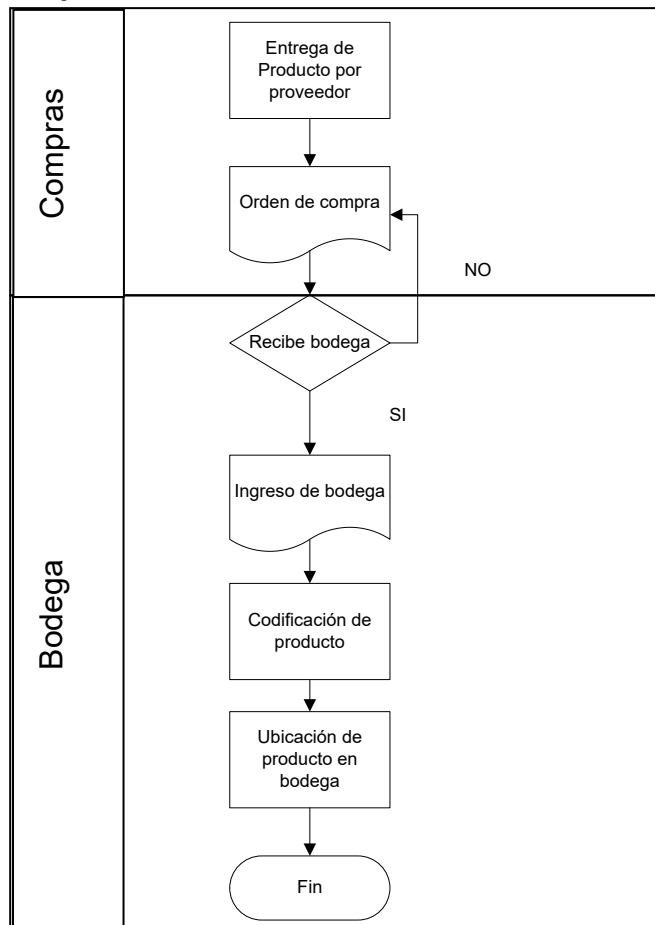 Compras
Entrega de
Producto por
proveedor
Orden de compra
NO
Bodega
Recibe bodega
SI
Ingreso de bodega
Codificación de
producto
Ubicación de
producto en
bodega
Fin